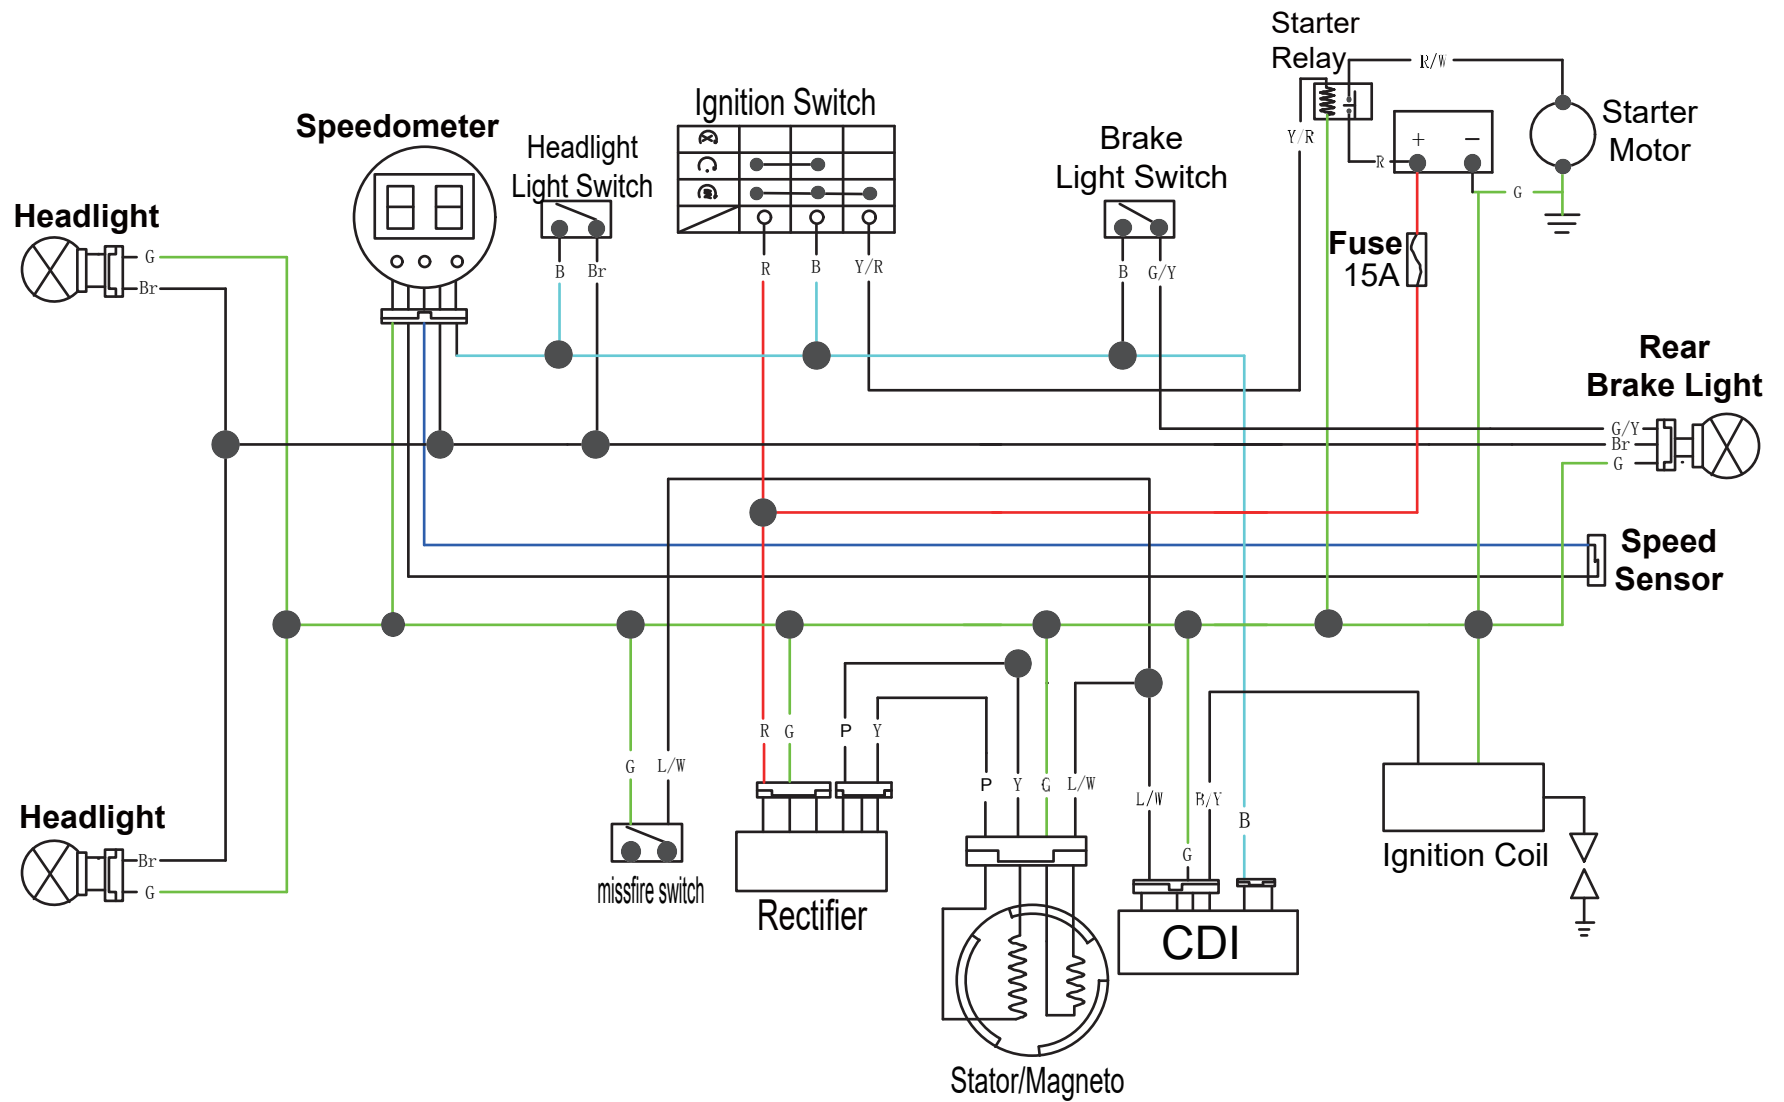 Starter
Relay
R/W
Ignition Switch
Speedometer
Headlight
Light Switch
Brake
Light Switch
Starter
Motor
Y/R
+
−
R
G
Headlight
G
Br
B
Br
R
B
Y/R
B
G/Y
Fuse
15A
Rear
Brake Light
G/Y
Br
G
Speed
Sensor
R
G
P
Y
G
L/W
P
Y
G
L/W
L/W
B/Y
B
G
Headlight
Br
G
missfire switch
Rectifier
CDI
Ignition Coil
Stator/Magneto